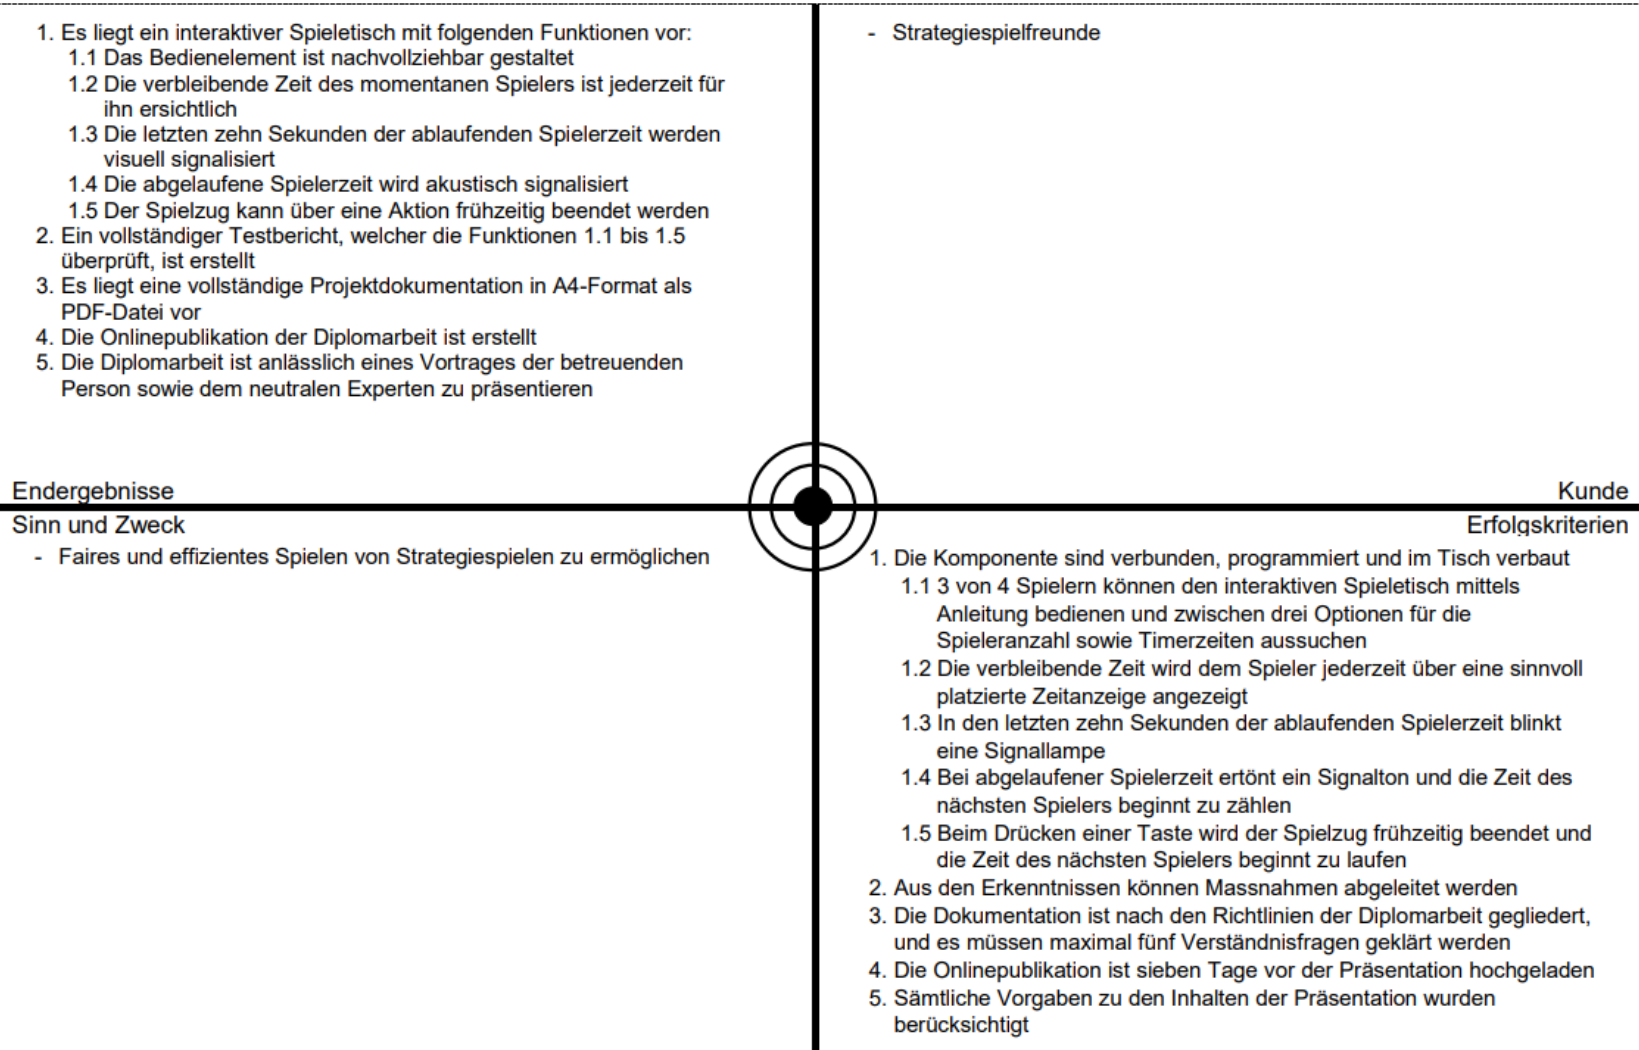 1. Es liegt ein interaktiver Spieletisch mit folgenden Funktionen vor:
1.1 Das Bedienelement ist nachvollziehbar gestaltet
1.2 Die verbleibende Zeit des momentanen Spielers ist jederzeit für
ihn ersichtlich
1.3 Die letzten zehn Sekunden der ablaufenden Spielerzeit werden
visuell signalisiert
1.4 Die abgelaufene Spielerzeit wird akustisch signalisiert
1.5 Der Spielzug kann über eine Aktion frühzeitig beendet werden
2. Ein vollständiger Testbericht, welcher die Funktionen 1.1 bis 1.5
überprüft, ist erstellt
3. Es liegt eine vollständige Projektdokumentation in A4-Format als
PDF-Datei vor
4. Die Onlinepublikation der Diplomarbeit ist erstellt
5. Die Diplomarbeit ist anlässlich eines Vortrages der betreuenden
Person sowie dem neutralen Experten zu präsentieren
Endergebnisse
- Strategiespielfreunde
Kunde
Sinn und Zweck
- Faires und effizientes Spielen von Strategiespielen zu ermöglichen
Erfolgskriterien
1. Die Komponente sind verbunden, programmiert und im Tisch verbaut
1.1 3 von 4 Spielern können den interaktiven Spieletisch mittels
Anleitung bedienen und zwischen drei Optionen für die
Spieleranzahl sowie Timerzeiten aussuchen
1.2 Die verbleibende Zeit wird dem Spieler jederzeit über eine sinnvoll
platzierte Zeitanzeige angezeigt
1.3 In den letzten zehn Sekunden der ablaufenden Spielerzeit blinkt
eine Signallampe
1.4 Bei abgelaufener Spielerzeit ertönt ein Signalton und die Zeit des
nächsten Spielers beginnt zu zählen
1.5 Beim Drücken einer Taste wird der Spielzug frühzeitig beendet und
die Zeit des nächsten Spielers beginnt zu laufen
2. Aus den Erkenntnissen können Massnahmen abgeleitet werden
3. Die Dokumentation ist nach den Richtlinien der Diplomarbeit gegliedert,
und es müssen maximal fünf Verständnisfragen geklärt werden
4. Die Onlinepublikation ist sieben Tage vor der Präsentation hochgeladen
5. Sämtliche Vorgaben zu den Inhalten der Präsentation wurden
berücksichtigt